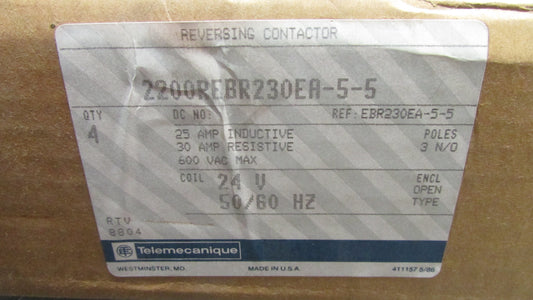 REVERSING CONTACTOR
2200REBR230EA-5-5
QTY DC NO: REF: EBR230EA-5-5
4 25 AMP INDUCTIVE POLES
30 AMP RESISTIVE 3 N/O
600 VAC MAX
COIL 24 V ENCL
50/60 HZ OPEN
TYPE
RTV
8804
TE Telemecanique
WESTMINSTER, MD. MADE IN U.S.A. 411157 5/86